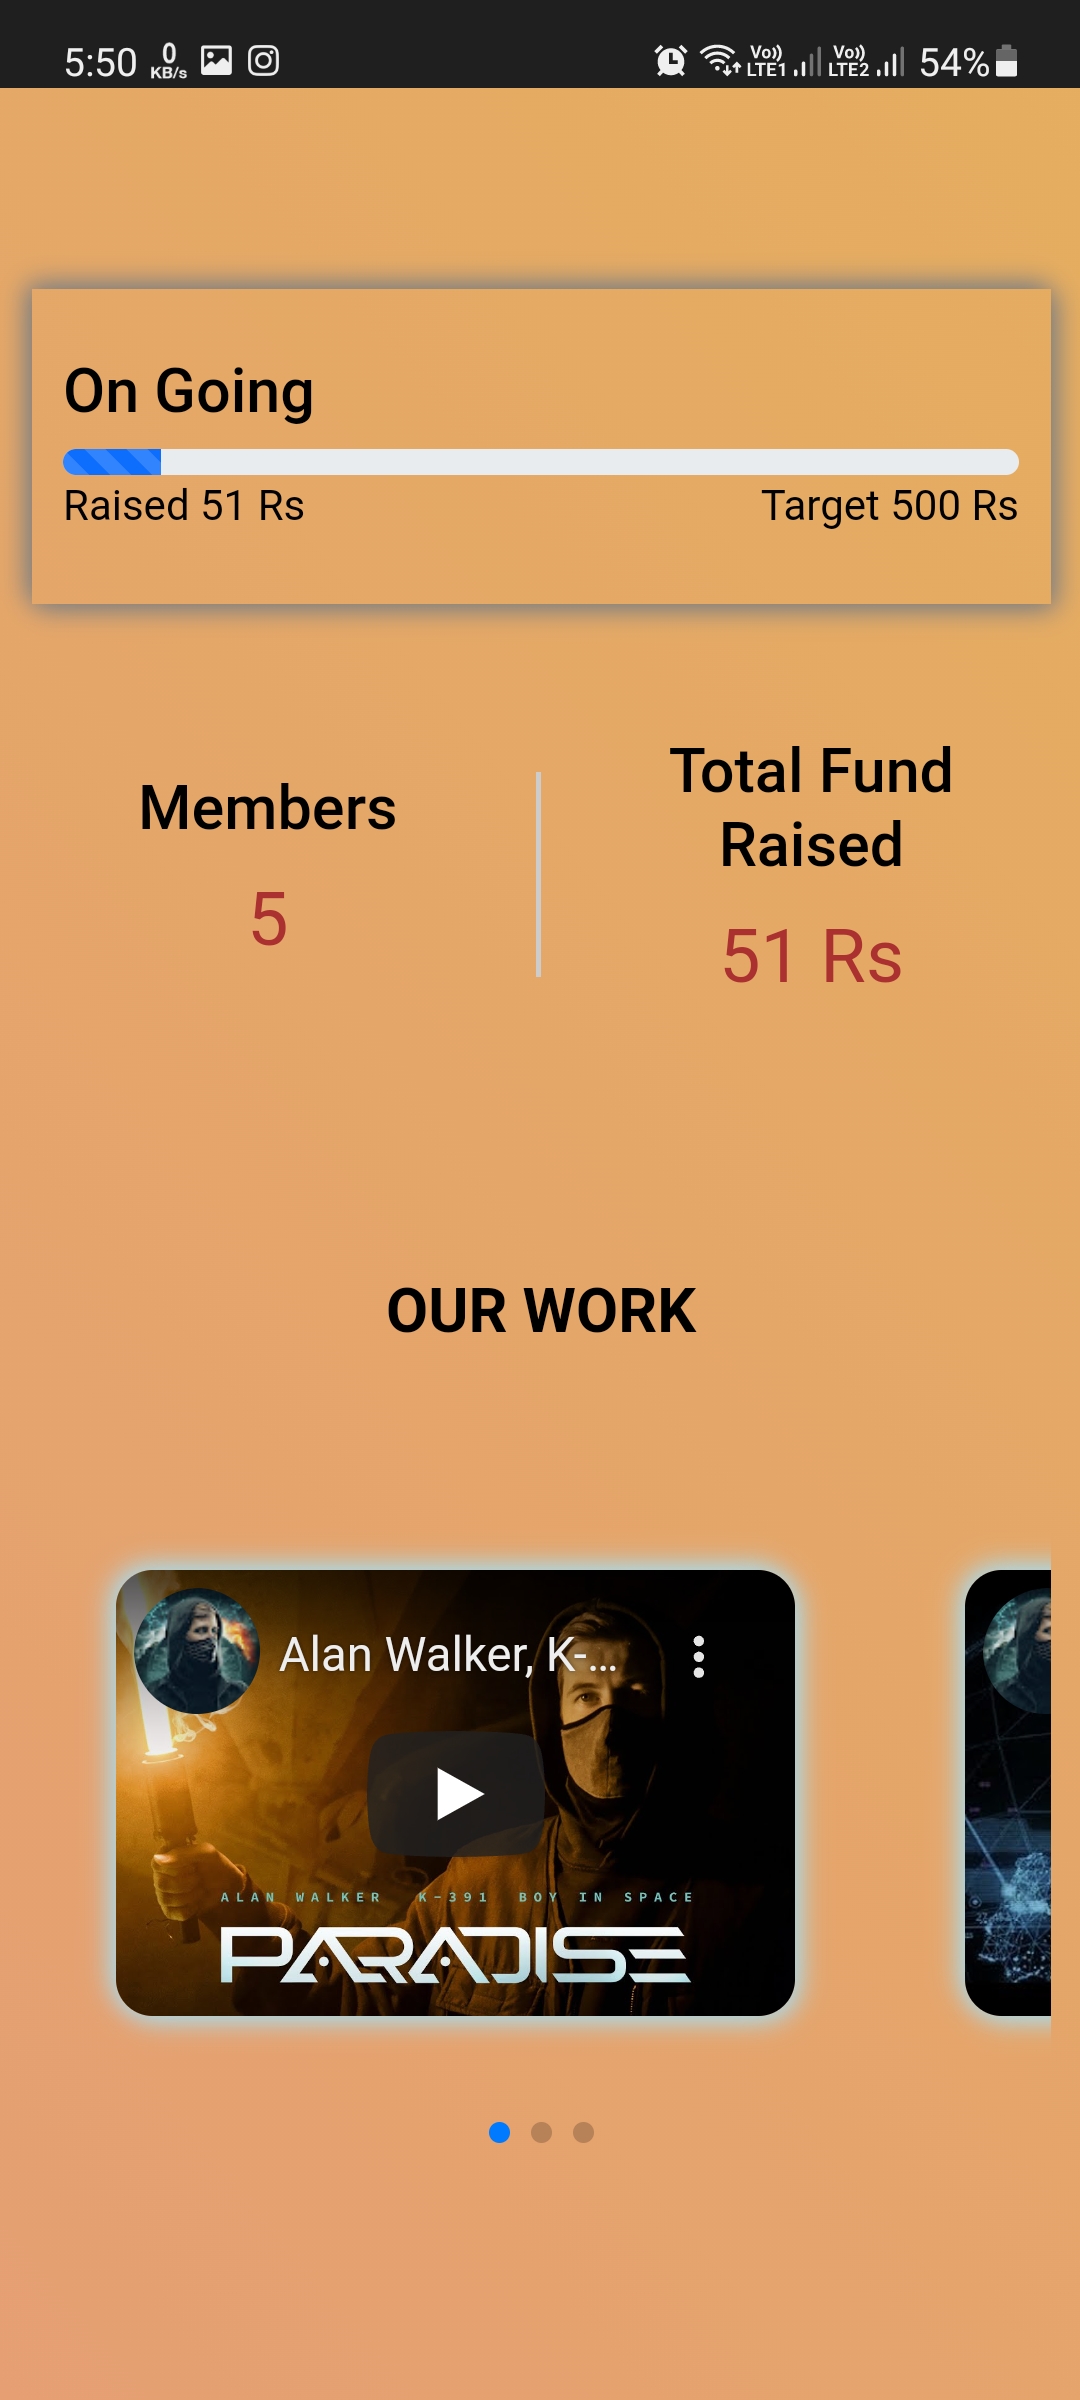 5:50 0 KB/s Vo)) LTE1 Vo)) LTE2 54%
On Going
Raised 51 Rs Target 500 Rs
Members
5
Total Fund
Raised
51 Rs
OUR WORK
Alan Walker, K-...
ALAN WALKER K-391 BOY IN SPACE
PARADISE